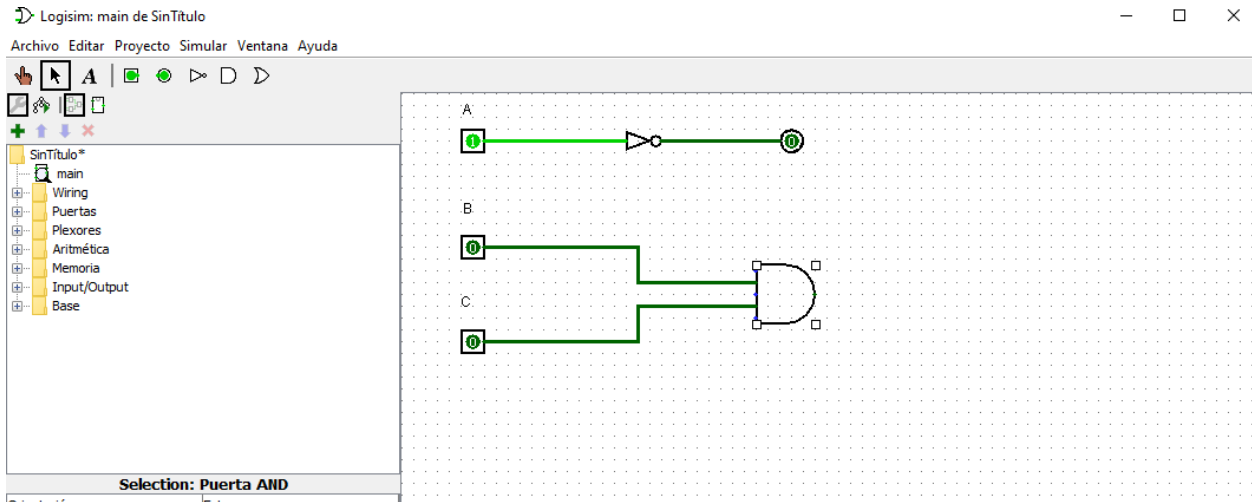 Logisim: main de SinTítulo
Archivo Editar Proyecto Simular Ventana Ayuda
A
SinTítulo*
main
Wiring
Puertas
Plexores
Aritmética
Memoria
Input/Output
Base
Selection: Puerta AND
A
1
0
B
0
C
0